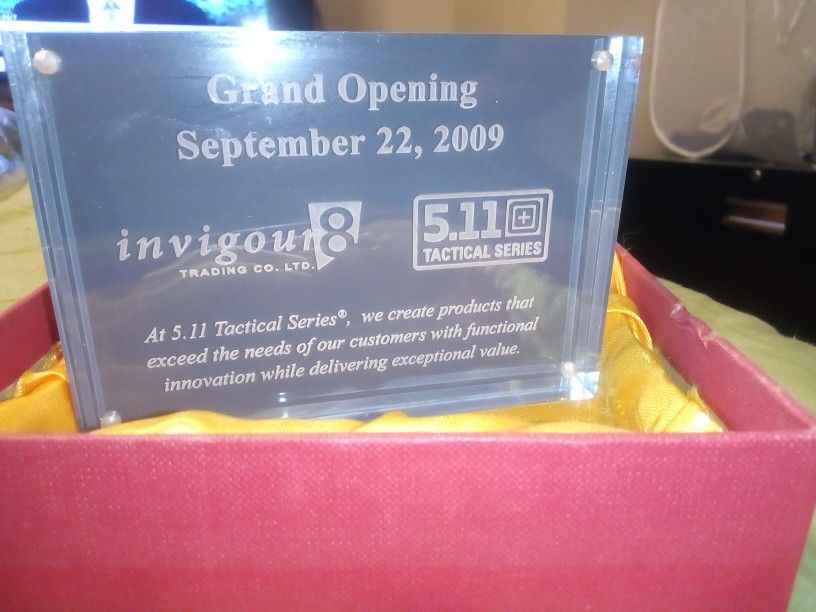 Grand Opening
September 22, 2009
invigour8
TRADING CO. LTD.
5.11
TACTICAL SERIES
At 5.11 Tactical Series®, we create products that
exceed the needs of our customers with functional
innovation while delivering exceptional value.